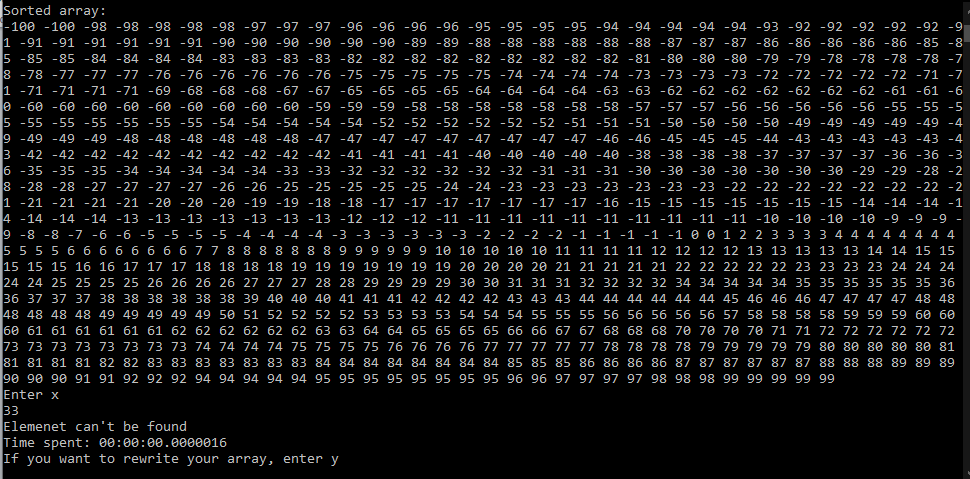 Sorted array:
-100 -100 -98 -98 -98 -98 -97 -97 -97 -96 -96 -96 -96 -95 -95 -95 -95 -94 -94 -94 -94 -93 -92 -92 -92 -92 -92 -9
1 -91 -91 -91 -91 -91 -90 -90 -90 -90 -90 -90 -89 -89 -88 -88 -88 -88 -88 -88 -87 -87 -87 -86 -86 -86 -86 -85 -8
5 -85 -85 -84 -84 -84 -84 -83 -83 -83 -83 -82 -82 -82 -82 -82 -82 -82 -82 -81 -80 -80 -80 -79 -79 -78 -78 -78 -7
8 -78 -77 -77 -77 -76 -76 -76 -76 -76 -76 -75 -75 -75 -75 -75 -74 -74 -74 -74 -73 -73 -73 -73 -72 -72 -72 -72 -71 -7
1 -71 -71 -71 -71 -69 -68 -68 -68 -67 -67 -65 -65 -65 -65 -64 -64 -64 -64 -63 -63 -62 -62 -62 -62 -62 -61 -61 -6
0 -60 -60 -60 -60 -60 -60 -60 -60 -59 -59 -59 -58 -58 -58 -58 -58 -58 -58 -57 -57 -57 -56 -56 -56 -56 -55 -55 -5
5 -55 -55 -55 -55 -55 -55 -54 -54 -54 -54 -54 -52 -52 -52 -52 -52 -52 -51 -51 -51 -50 -50 -50 -50 -49 -49 -49 -4
9 -49 -49 -49 -48 -48 -48 -48 -48 -48 -47 -47 -47 -47 -47 -47 -47 -47 -47 -46 -46 -45 -45 -45 -44 -43 -43 -43 -4
3 -42 -42 -42 -42 -42 -42 -42 -42 -42 -42 -41 -41 -41 -41 -40 -40 -40 -40 -40 -38 -38 -38 -38 -37 -37 -37 -36 -36 -3
6 -35 -35 -35 -34 -34 -34 -34 -34 -33 -33 -32 -32 -32 -32 -32 -32 -31 -31 -31 -30 -30 -30 -30 -30 -30 -29 -29 -28 -2
8 -28 -28 -27 -27 -27 -27 -26 -26 -25 -25 -25 -25 -25 -24 -24 -23 -23 -23 -23 -23 -23 -23 -22 -22 -22 -22 -22 -2
1 -21 -21 -21 -21 -20 -20 -20 -19 -19 -18 -18 -17 -17 -17 -17 -17 -17 -17 -16 -15 -15 -15 -15 -15 -15 -14 -14 -14 -1
4 -14 -14 -14 -13 -13 -13 -13 -13 -13 -13 -12 -12 -12 -11 -11 -11 -11 -11 -11 -11 -11 -11 -11 -10 -10 -10 -10 -9 -9 -9 -
9 -8 -8 -7 -6 -6 -5 -5 -5 -5 -4 -4 -4 -4 -3 -3 -3 -3 -3 -3 -2 -2 -2 -2 -1 -1 -1 -1 -1 0 0 1 2 2 3 3 3 3 4 4 4 4 4 4 4 4
5 5 5 5 6 6 6 6 6 6 6 6 7 7 8 8 8 8 8 8 8 9 9 9 9 9 9 10 10 10 10 10 10 11 11 11 11 12 12 12 12 13 13 13 13 13 14 14 15 15
15 15 15 16 16 17 17 17 18 18 18 18 19 19 19 19 19 19 19 19 20 20 20 20 21 21 21 21 21 22 22 22 22 22 23 23 23 23 24 24 24
24 24 25 25 25 25 26 26 26 26 27 27 27 28 28 29 29 29 29 30 30 31 31 31 32 32 32 32 34 34 34 34 34 34 35 35 35 35 35 35 36
36 37 37 37 38 38 38 38 38 38 39 40 40 40 41 41 41 42 42 42 42 43 43 43 44 44 44 44 44 44 44 45 46 46 46 47 47 47 47 48 48
48 48 48 48 49 49 49 49 49 50 51 52 52 52 52 53 53 53 53 54 54 54 54 55 55 55 55 56 56 56 56 56 58 58 58 58 59 59 59 60 60
60 61 61 61 61 61 61 62 62 62 62 62 62 63 63 64 64 65 65 65 65 66 66 67 67 68 68 68 70 70 70 70 71 71 72 72 72 72 72 72
73 73 73 73 73 73 73 73 74 74 74 74 75 75 75 75 76 76 76 76 77 77 77 77 77 77 78 78 78 78 79 79 79 79 79 80 80 80 80 80 81
81 81 81 81 82 82 83 83 83 83 83 83 83 84 84 84 84 84 84 84 84 84 85 85 85 86 86 86 86 87 87 87 87 87 87 88 88 88 89 89 89
90 90 90 91 91 92 92 92 94 94 94 94 94 95 95 95 95 95 95 95 95 96 96 97 97 97 97 98 98 98 99 99 99 99 99
Enter x
33
Elemenet can't be found
Time spent: 00:00:00.0000016
If you want to rewrite your array, enter y